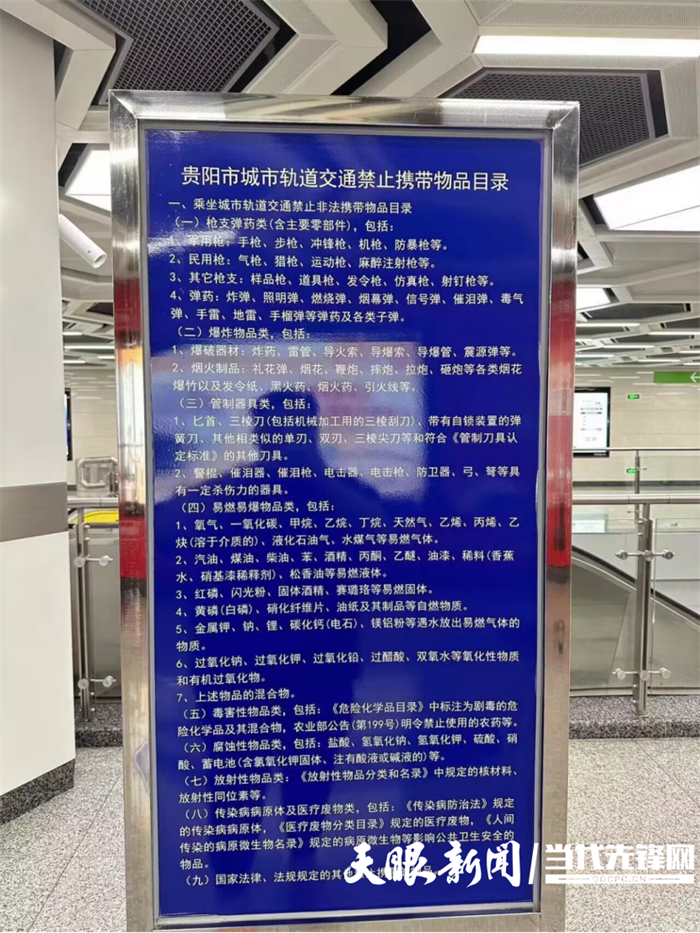 贵阳市城市轨道交通禁止携带物品目录
一、乘坐城市轨道交通禁止非法携带物品目录
（一）枪支弹药类(含主要零部件)，包括：
1、军用枪：手枪、步枪、冲锋枪、机枪、防暴枪等。
2、民用枪：气枪、猎枪、运动枪、麻醉注射枪等。
3、其它枪支：样品枪、道具枪、发令枪、仿真枪、射钉枪等。
4、弹药：炸弹、照明弹、燃烧弹、烟幕弹、信号弹、催泪弹、毒气
弹、手雷、地雷、手榴弹等弹药及各类子弹。
（二）爆炸物品类，包括：
1、爆破器材：炸药、雷管、导火索、导爆索、导爆管、震源弹等。
2、烟火制品：礼花弹、烟花、鞭炮、摔炮、拉炮、砸炮等各类烟花
爆竹以及发令纸、黑火药、烟火药、引火线等。
（三）管制器具类，包括：
1、匕首、三棱刀(包括机械加工用的三棱刮刀)、带有自锁装置的弹
簧刀、其他相类似的单刃、双刃、三棱尖刀等和符合《管制刀具认
定标准》的其他刀具。
2、警棍、催泪器、催泪枪、电击器、电击枪、防卫器、弓、弩等具
有一定杀伤力的器具。
（四）易燃易爆物品类，包括：
1、氧气、一氧化碳、甲烷、乙烷、丁烷、天然气、乙烯、丙烯、乙
炔(溶于介质的)、液化石油气、水煤气等易燃气体。
2、汽油、煤油、柴油、苯、酒精、丙酮、乙醚、油漆、稀料(香蕉
水、硝基漆稀释剂)、松香油等易燃液体。
3、红磷、闪光粉、固体酒精、赛璐珞等易燃固体。
4、黄磷(白磷)、硝化纤维片、油纸及其制品等自燃物质。
5、金属钾、钠、锂、碳化钙(电石)、镁铝粉等遇水放出易燃气体的
物质。
6、过氧化钠、过氧化钾、过氧化铅、过醋酸、双氧水等氧化性物质
和有机过氧化物。
7、上述物品的混合物。
（五）毒害性物品类，包括：《危险化学品目录》中标注为剧毒的危
险化学品及其混合物，农业部公告(第199号)明令禁止使用的农药等。
（六）腐蚀性物品类，包括：盐酸、氢氧化钠、氢氧化钾、硫酸、硝
酸、蓄电池(含氯氧化钾固体、注有酸液或碱液的)等。
（七）放射性物品类：《放射性物品分类和名录》中规定的核材料、
放射性同位素等。
（八）传染病病原体及医疗废物类，包括：《传染病防治法》规定
的传染病病原体，《医疗废物分类目录》规定的医疗废物，《人间
传染的病原微生物名录》规定的病原微生物等影响公共卫生安全的
物品。
（九）国家法律、法规规定的其他 止携 品
天眼新闻/当代先锋网
DDCPC.CN